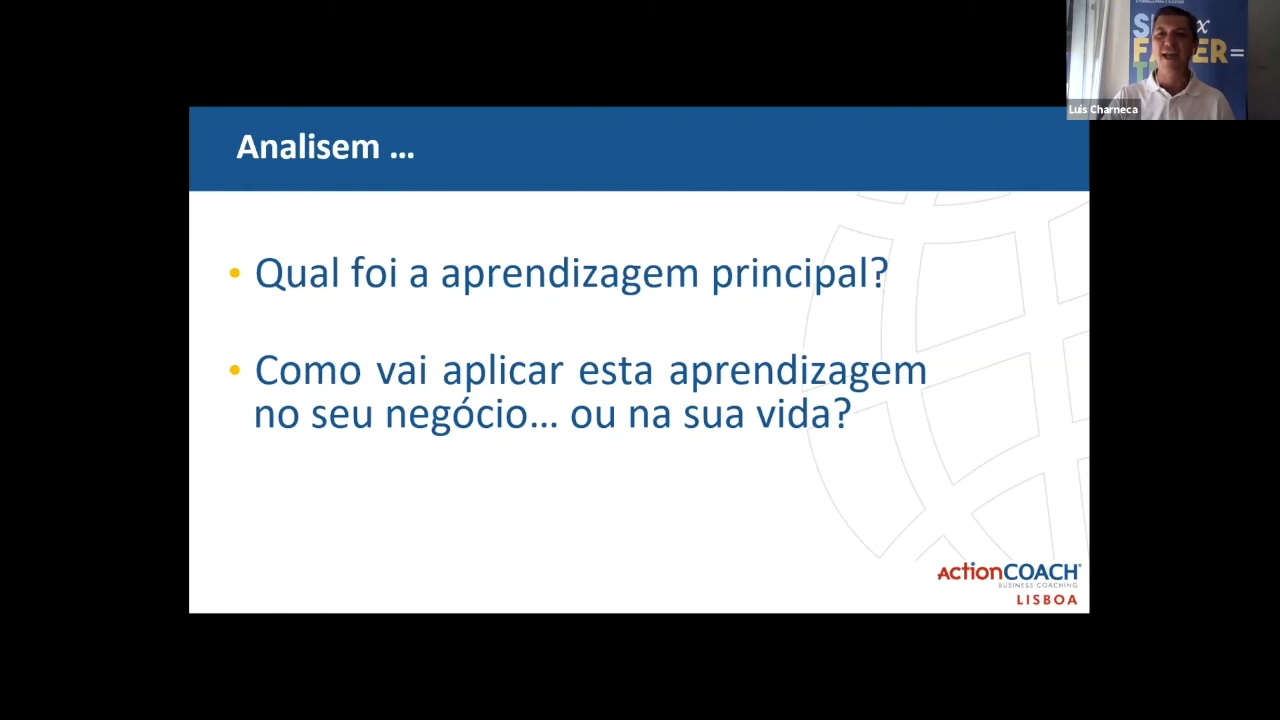 Analisem ...
• Qual foi a aprendizagem principal?
• Como vai aplicar esta aprendizagem
no seu negócio... ou na sua vida?
ActionCOACH
BUSINESS COACHING
LISBOA
Luís Charneca